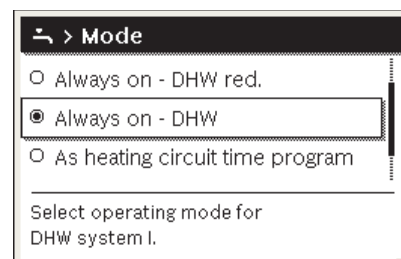 > Mode
Always on - DHW red.
Always on - DHW
As heating circuit time program
Select operating mode for
DHW system I.